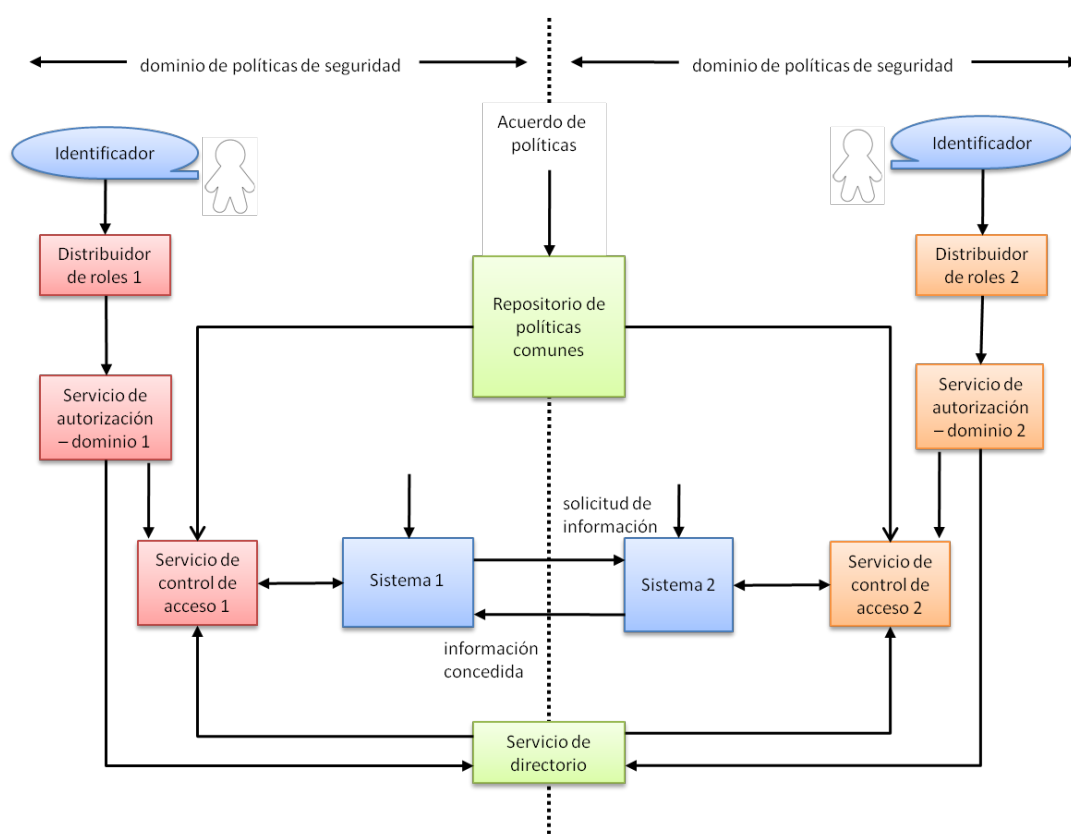 dominio de políticas de seguridad
dominio de políticas de seguridad
Acuerdo de
políticas
Identificador
Identificador
Distribuidor
de roles 1
Distribuidor
de roles 2
Repositorio de
políticas
comunes
Servicio de
autorización
– dominio 1
Servicio de
autorización
– dominio 2
solicitud de
información
Servicio de
control de
acceso 1
Sistema 1
Sistema 2
Servicio de
control de
acceso 2
información
concedida
Servicio de
directorio